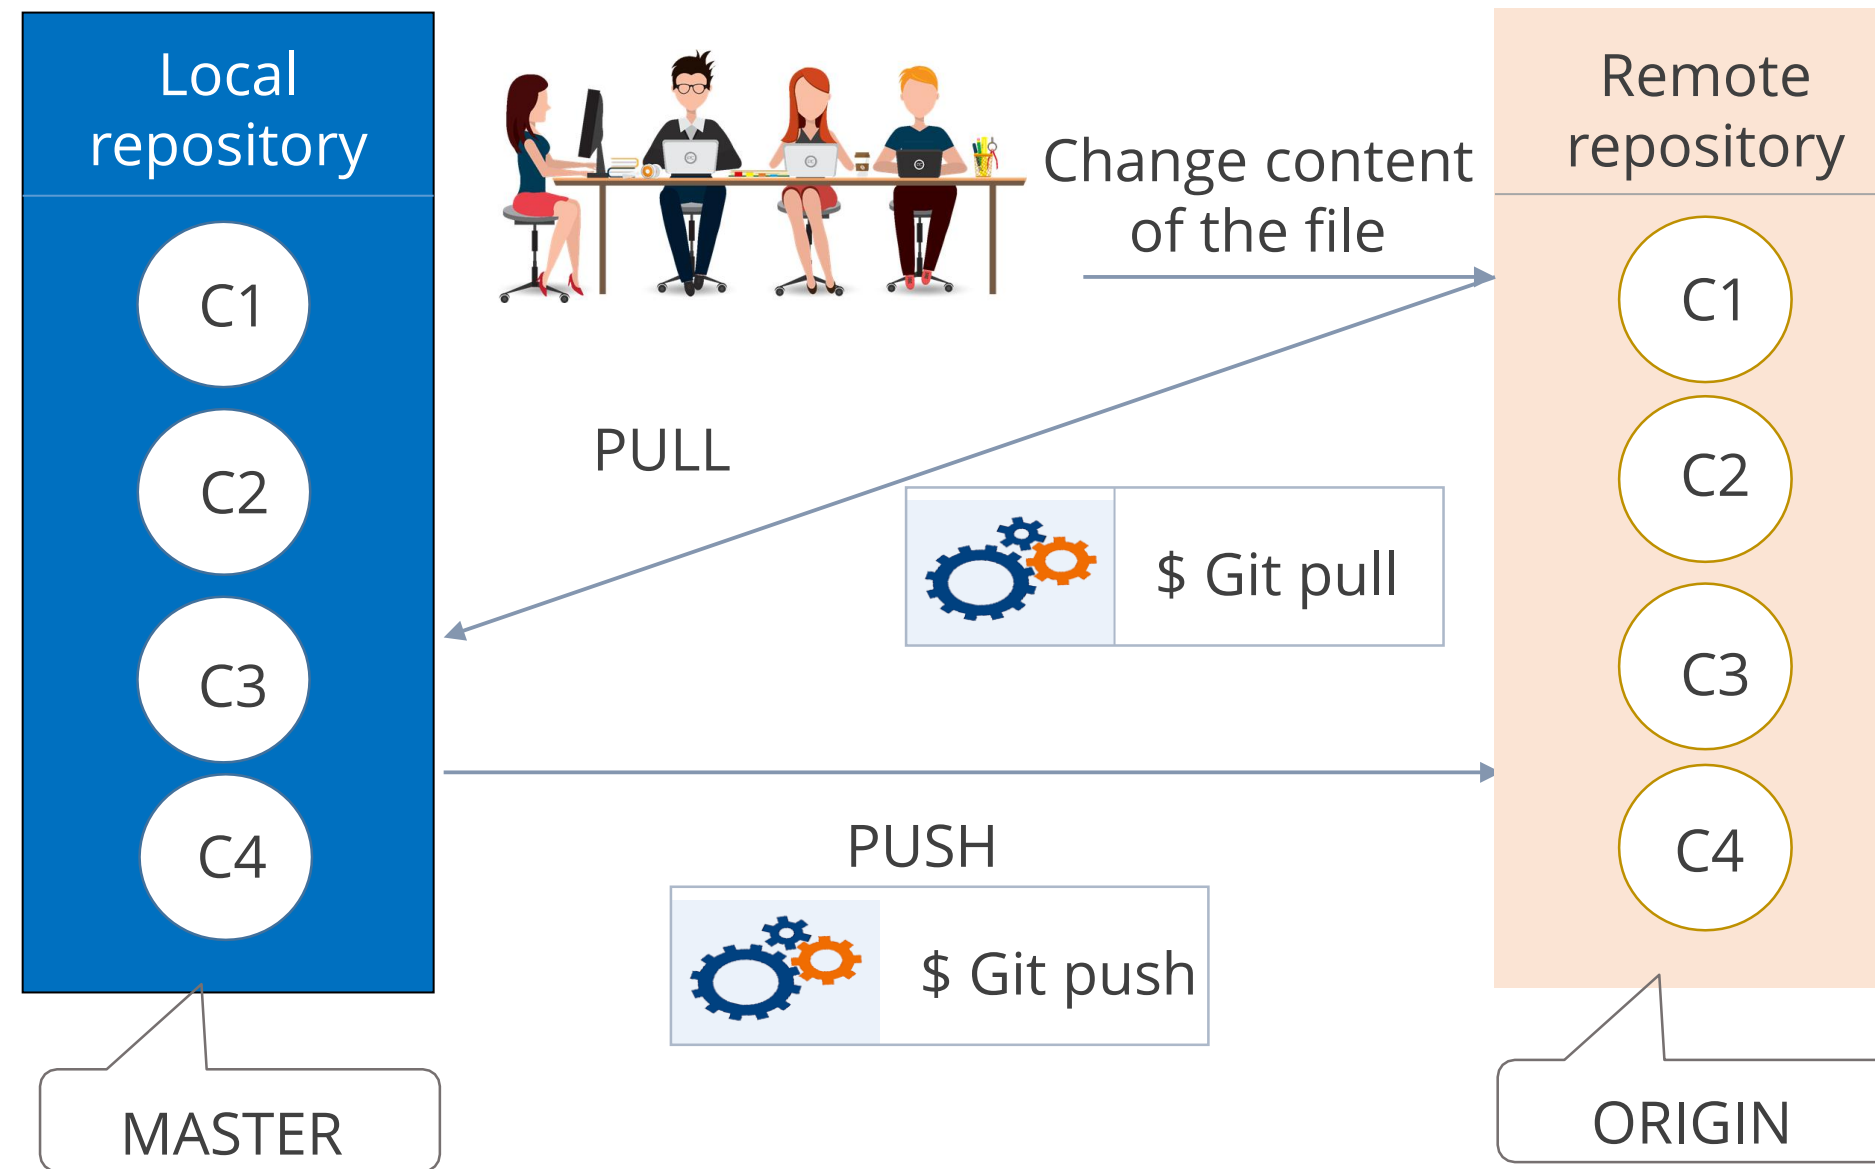 Local
repository
C1
C2
C3
C4
MASTER
Change content
of the file
PULL
$ Git pull
PUSH
$ Git push
Remote
repository
C1
C2
C3
C4
ORIGIN